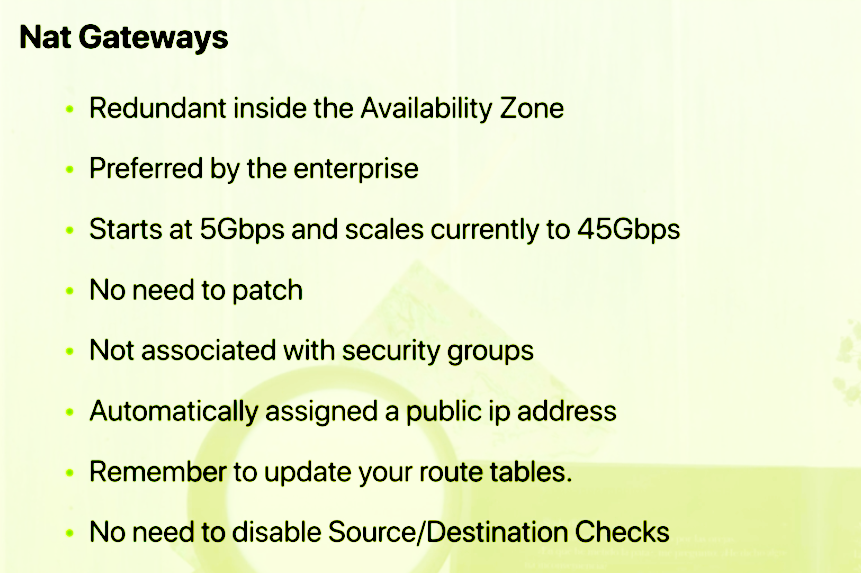 Nat Gateways
• Redundant inside the Availability Zone
• Preferred by the enterprise
• Starts at 5Gbps and scales currently to 45Gbps
• No need to patch
• Not associated with security groups
• Automatically assigned a public ip address
• Remember to update your route tables.
• No need to disable Source/Destination Checks